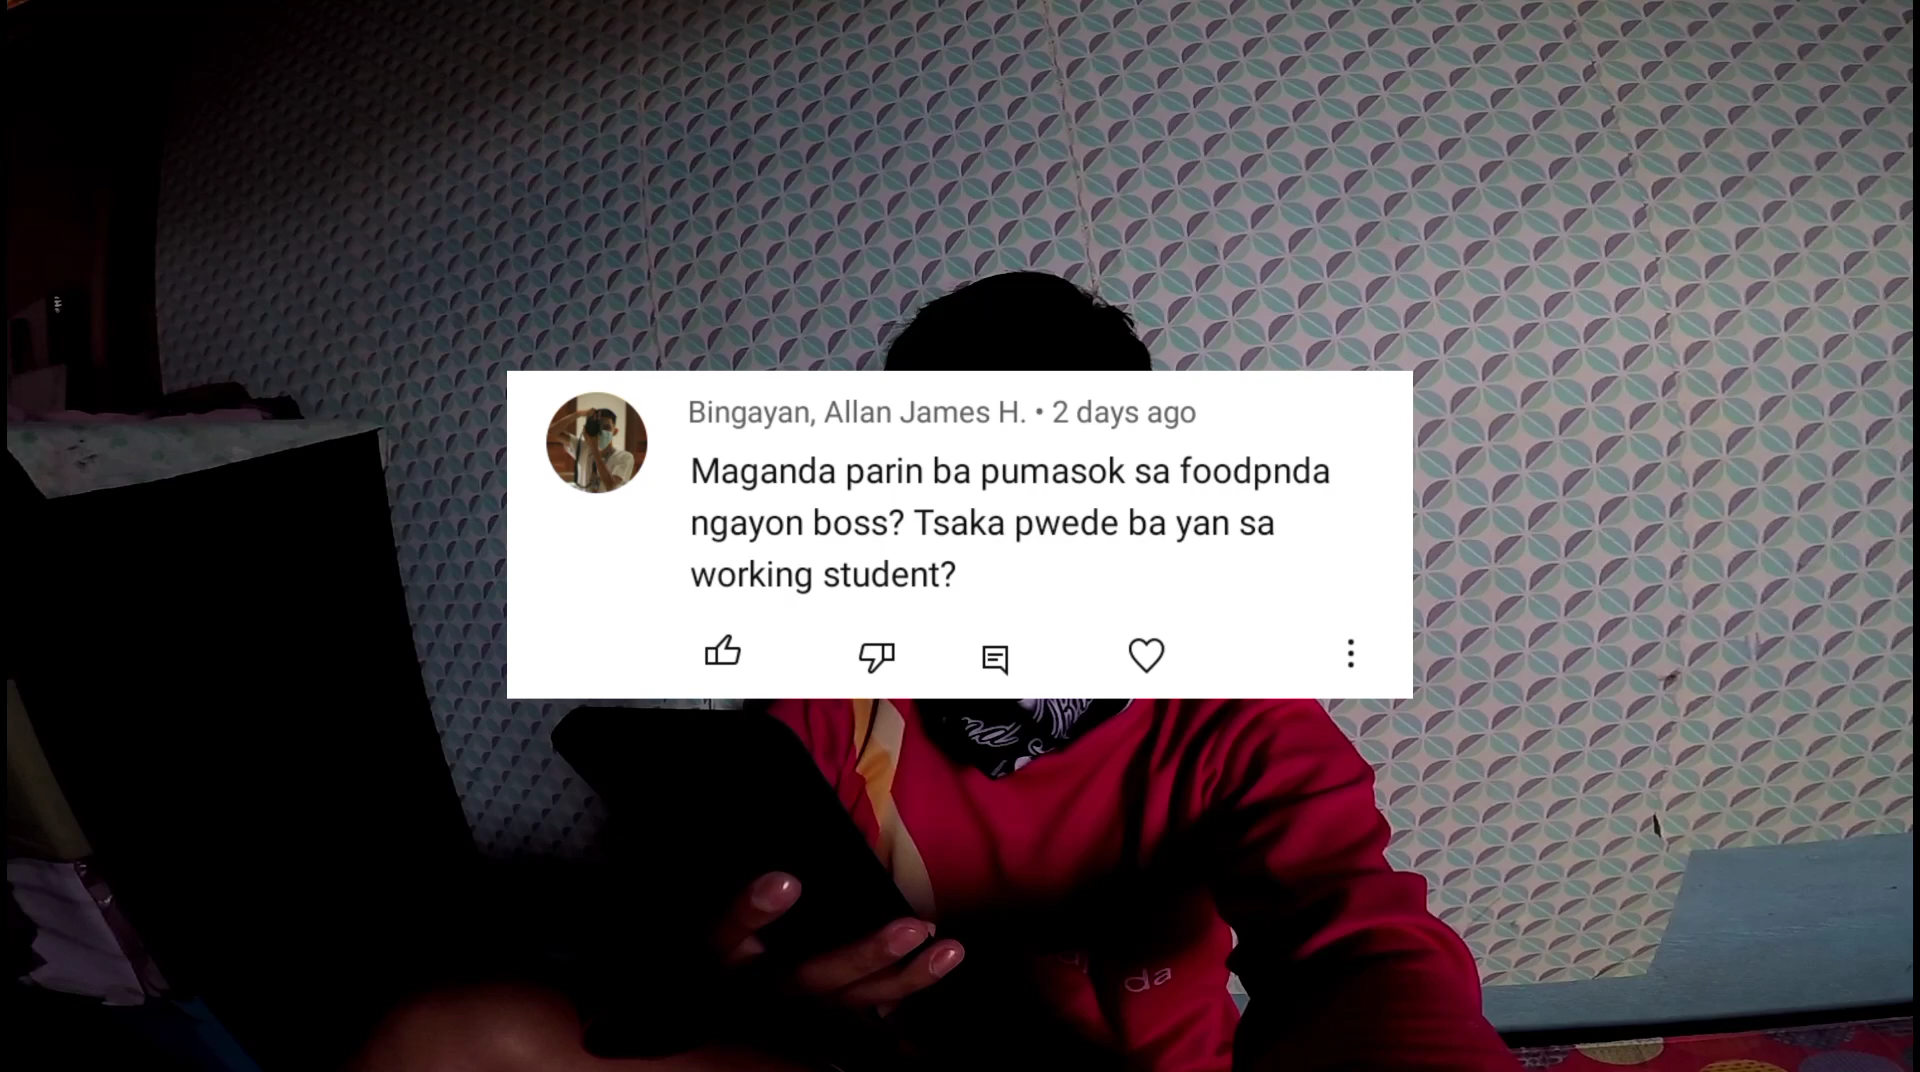 Bingayan, Allan James H. • 2 days ago
Maganda parin ba pumasok sa foodpnda
ngayon boss? Tsaka pwede ba yan sa
working student?
da